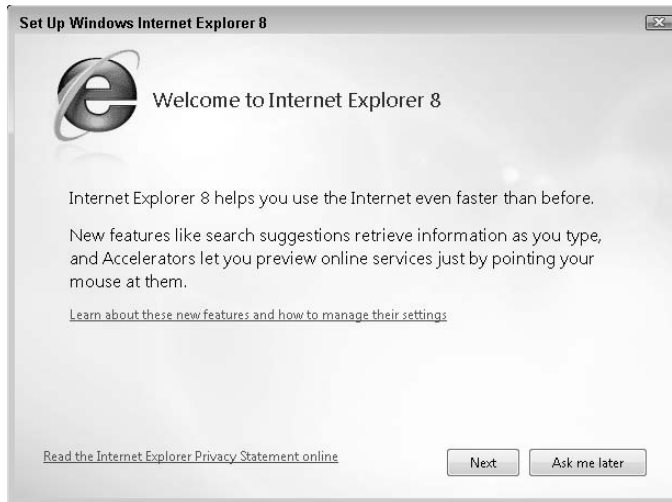 Set Up Windows Internet Explorer 8
Welcome to Internet Explorer 8
Internet Explorer 8 helps you use the Internet even faster than before.
New features like search suggestions retrieve information as you type,
and Accelerators let you preview online services just by pointing your
mouse at them.
Learn about these new features and how to manage their settings
Read the Internet Explorer Privacy Statement online
Next
Ask me later